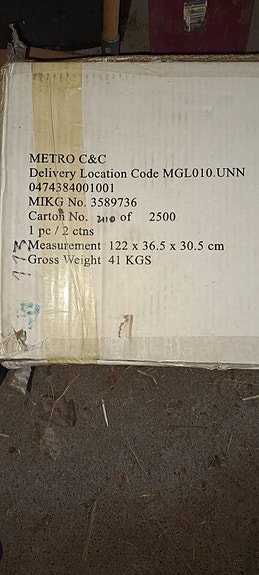 METRO C&C
Delivery Location Code MGL010.UNN
0474384001001
MIKG No. 3589736
Carton No. 2110 of 2500
1 pc / 2 ctns
Measurement 122 x 36.5 x 30.5 cm
Gross Weight 41 KGS